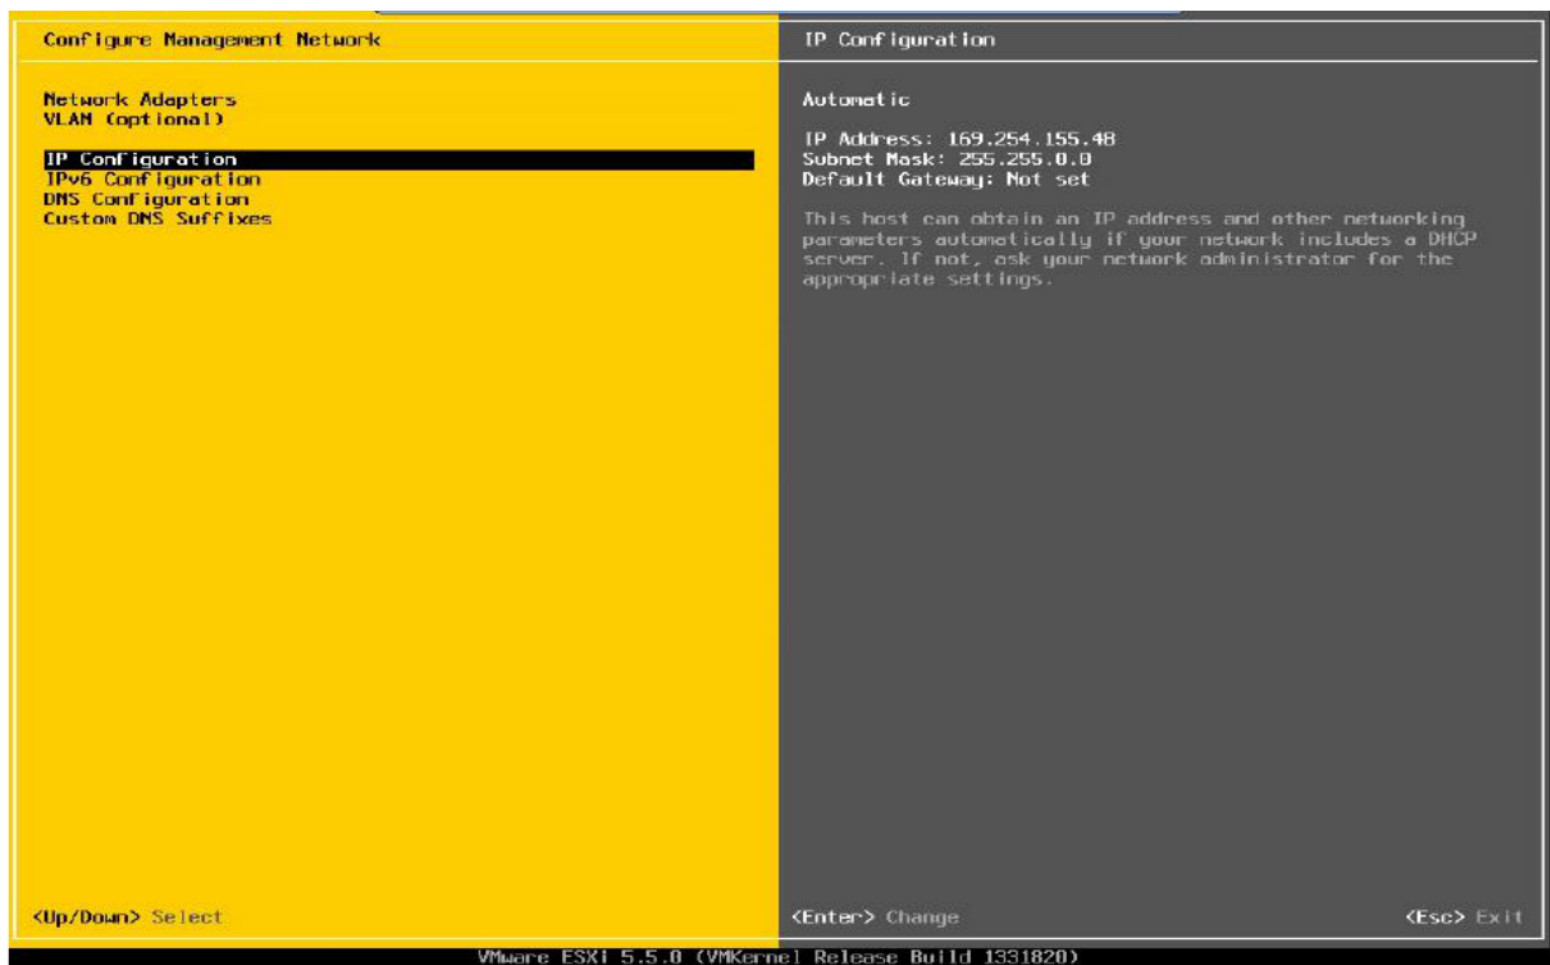 Configure Management Network
Network Adapters
VLAN (optional)
IP Configuration
IPv6 Configuration
DNS Configuration
Custom DNS Suffixes
<Up/Down> Select
IP Configuration
Automatic
IP Address: 169.254.155.48
Subnet Mask: 255.255.0.0
Default Gateway: Not set
This host can obtain an IP address and other networking
parameters automatically if your network includes a DHCP
server. If not, ask your network administrator for the
appropriate settings.
<Enter> Change
<Esc> Exit
VMware ESXi 5.5.0 (VMKernel Release Build 1331820)